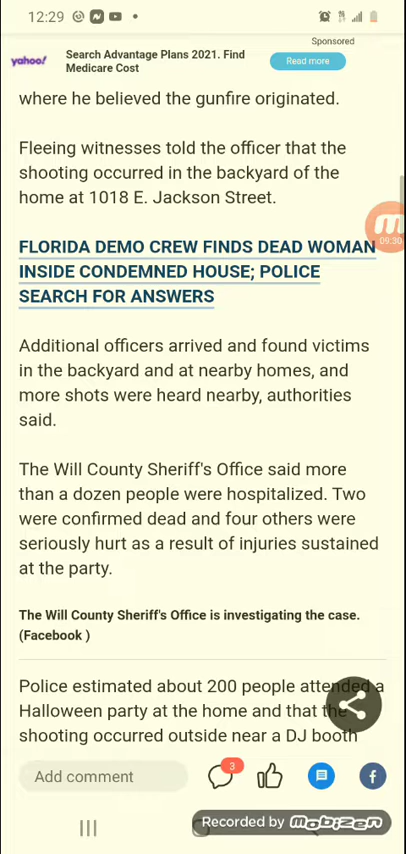 12:29
Sponsored
yahoo!
Search Advantage Plans 2021. Find
Medicare Cost
Read more
where he believed the gunfire originated.
Fleeing witnesses told the officer that the
shooting occurred in the backyard of the
home at 1018 E. Jackson Street.
09:30
FLORIDA DEMO CREW FINDS DEAD WOMAN
INSIDE CONDEMNED HOUSE; POLICE
SEARCH FOR ANSWERS
Additional officers arrived and found victims
in the backyard and at nearby homes, and
more shots were heard nearby, authorities
said.
The Will County Sheriff's Office said more
than a dozen people were hospitalized. Two
were confirmed dead and four others were
seriously hurt as a result of injuries sustained
at the party.
The Will County Sheriff's Office is investigating the case.
(Facebook )
Police estimated about 200 people attended a
Halloween party at the home and that the
shooting occurred outside near a DJ booth
Add comment
3
Recorded by mobizen